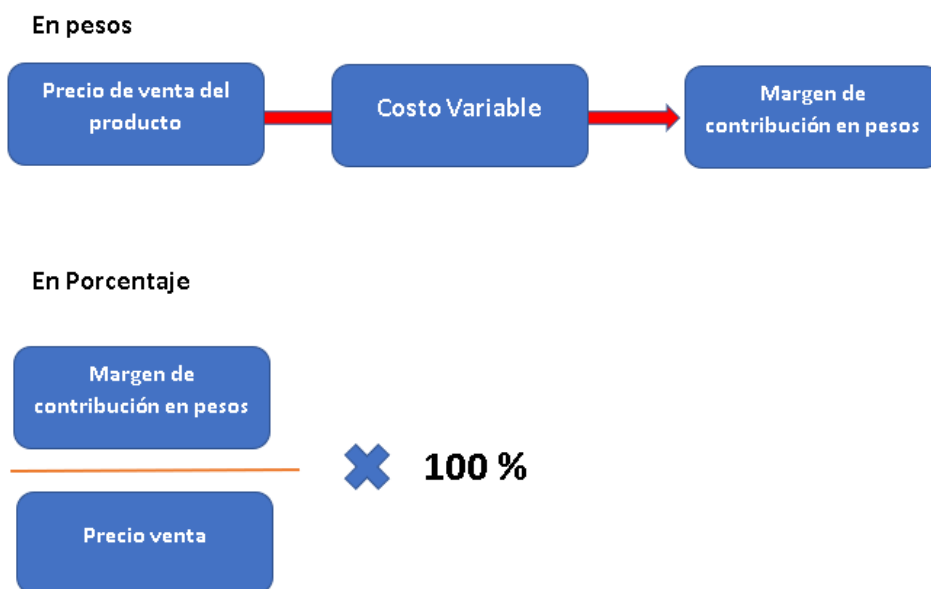 En pesos
Precio de venta del
producto
Costo Variable
Margen de
contribución en pesos
En Porcentaje
Margen de
contribución en pesos
100 %
Precio venta